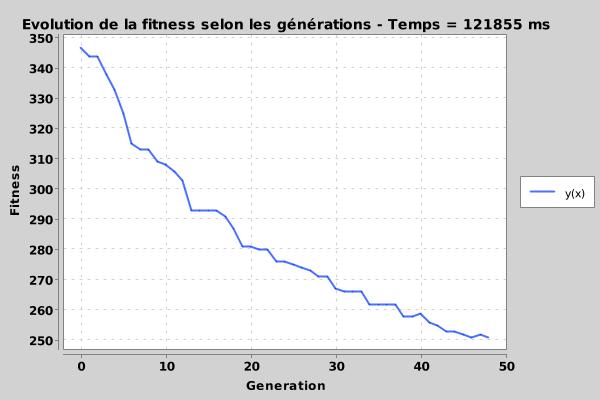 Evolution de la fitness selon les générations - Temps = 121855 ms
350
340
330
320
310
300
290
280
270
260
250
Fitness
0 10 20 30 40 50
Generation
y(x)